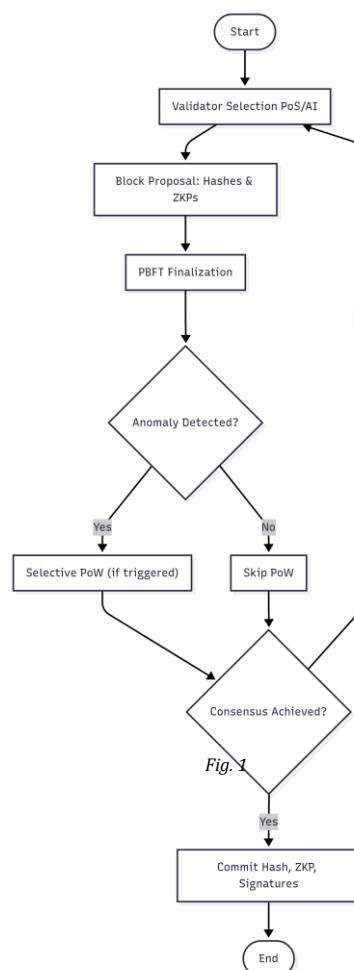 Start
Validator Selection PoS/AI
Block Proposal: Hashes &
ZKPs
PBFT Finalization
Anomaly Detected?
Yes
No
Selective PoW (if triggered)
Skip PoW
Consensus Achieved?
Fig. 1
Yes
Commit Hash, ZKP,
Signatures
End